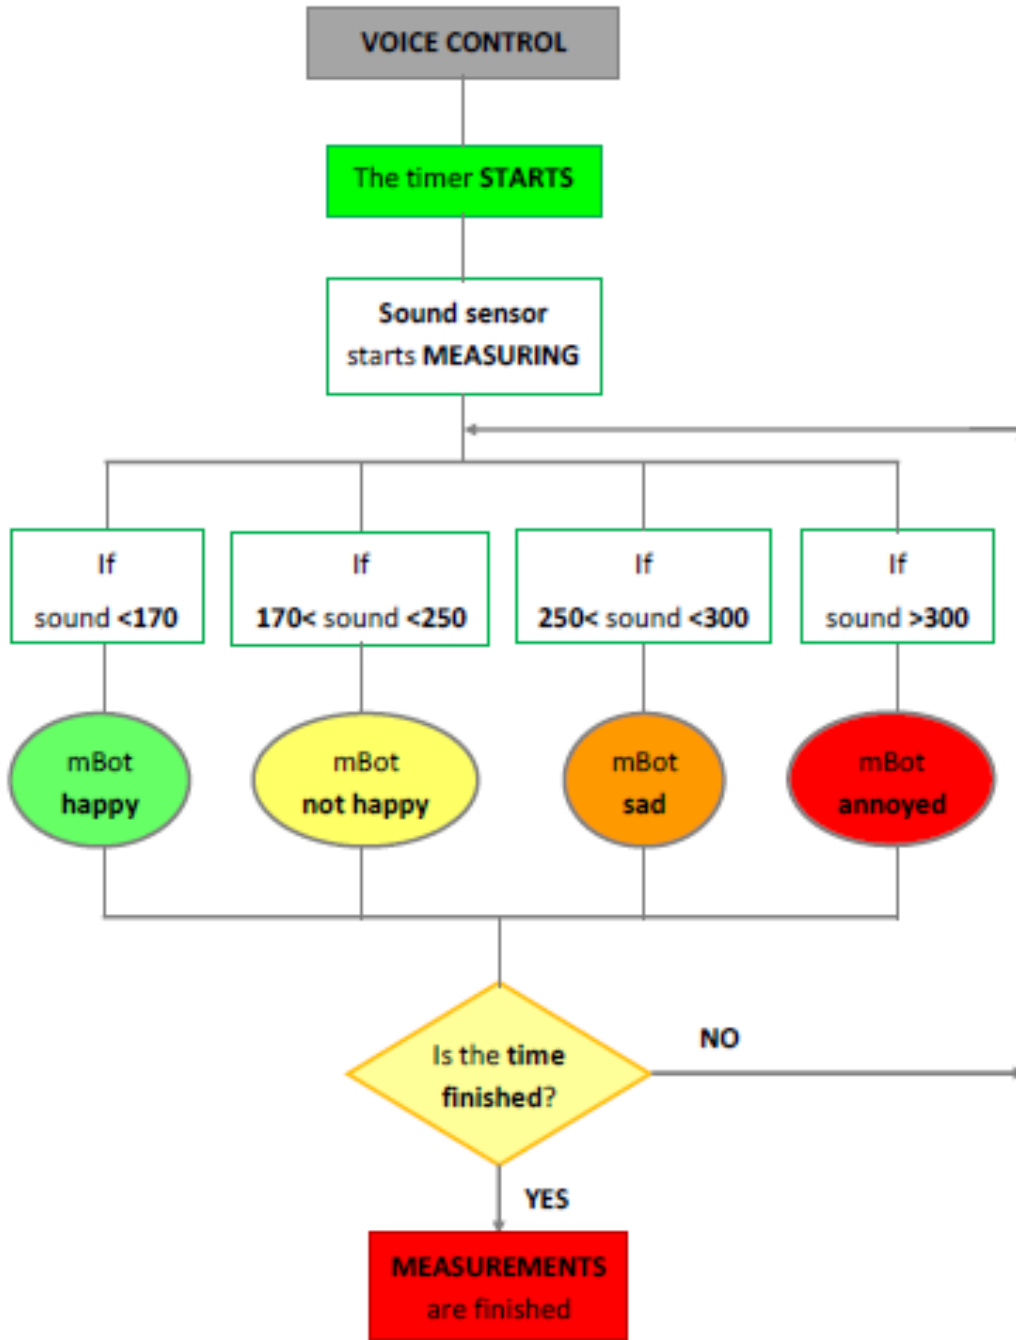 VOICE CONTROL
The timer STARTS
Sound sensor
starts MEASURING
If
sound <170
If
170< sound <250
If
250< sound <300
If
sound >300
mBot
happy
mBot
not happy
mBot
sad
mBot
annoyed
Is the time
finished?
NO
YES
MEASUREMENTS
are finished